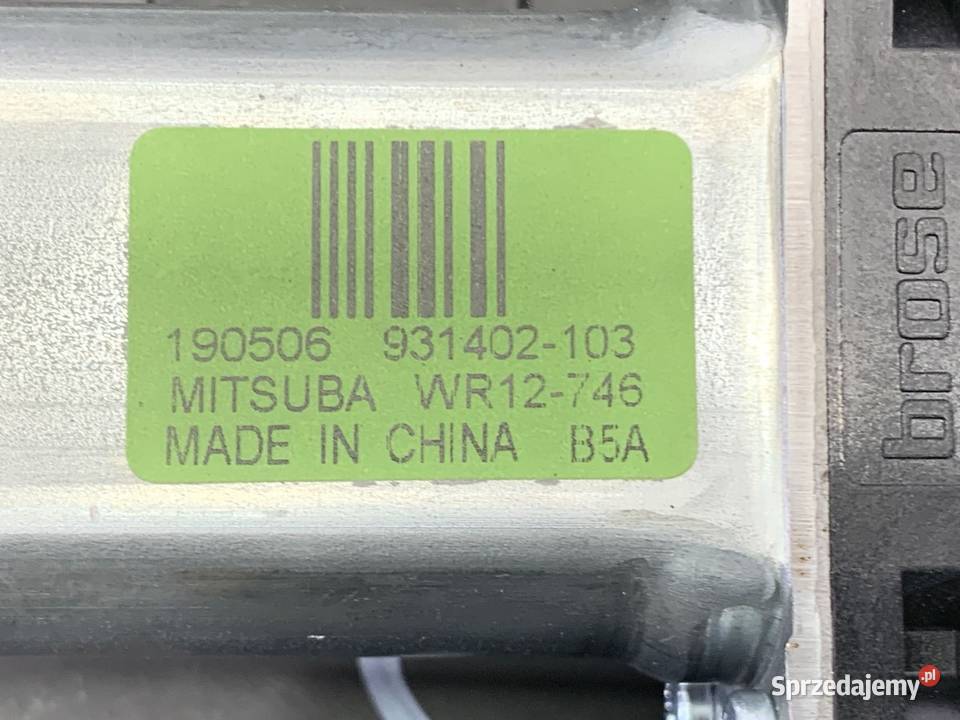 190506 931402-103
MITSUBA WR12-746
MADE IN CHINA B5A
brose
Sprzedajemy.pl